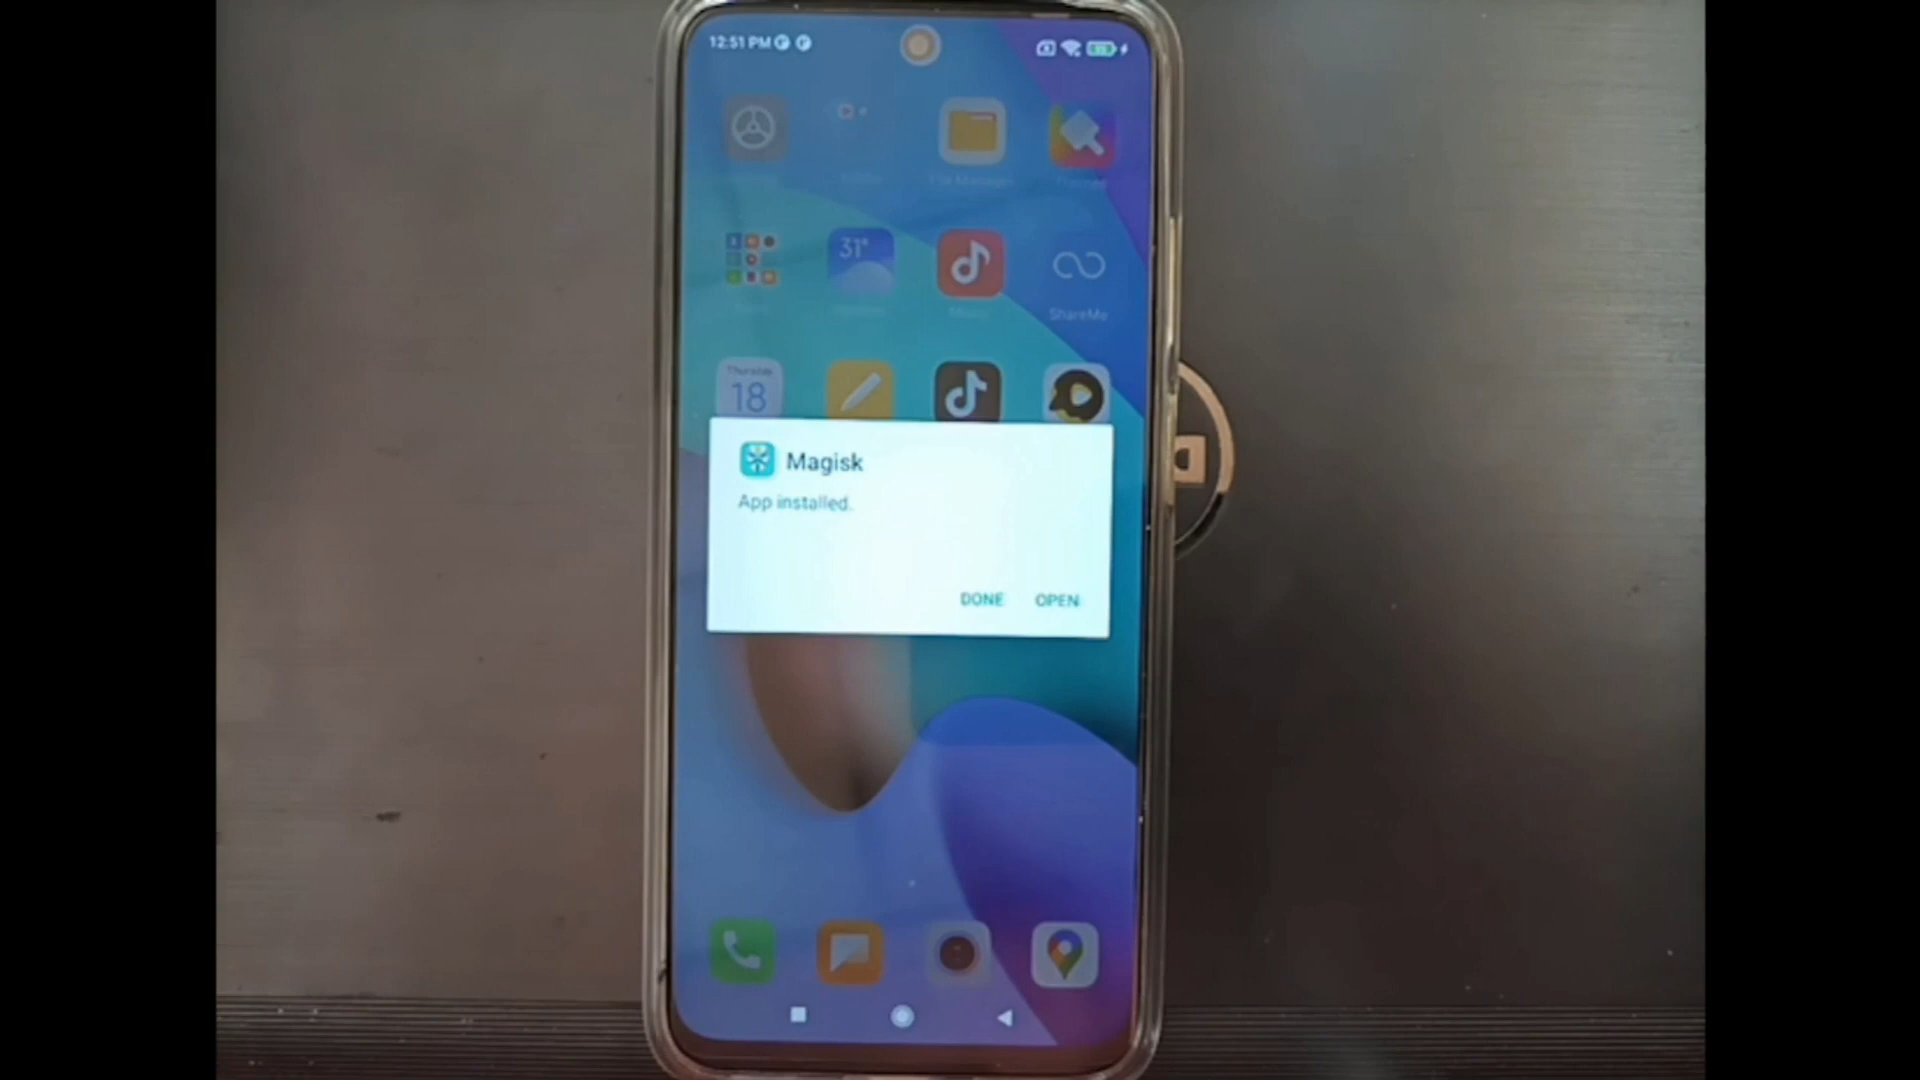 12:51 PM
31°
ShareMe
Thursday
18
Magisk
App installed.
DONE OPEN